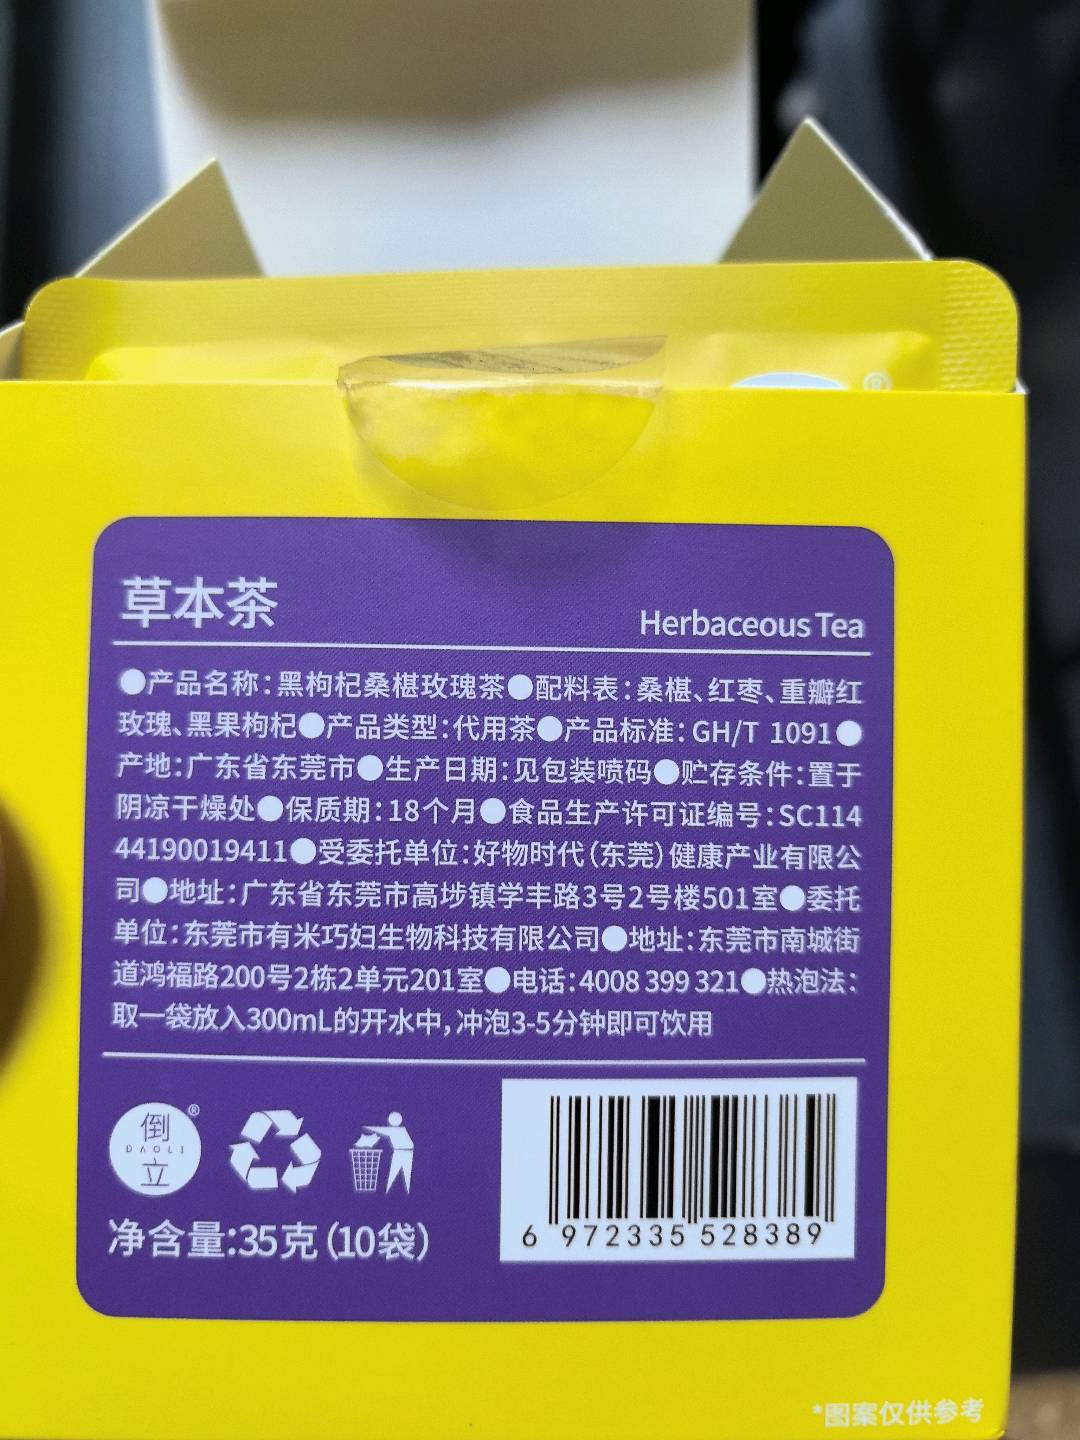 ®
草本茶
Herbaceous Tea
●产品名称：黑枸杞桑椹玫瑰茶●配料表：桑椹、红枣、重瓣红
玫瑰、黑果枸杞●产品类型：代用茶●产品标准：GH/T 1091●
产地：广东省东莞市●生产日期：见包装喷码●贮存条件：置于
阴凉干燥处●保质期：18个月●食品生产许可证编号：SC114
44190019411●受委托单位：好物时代（东莞）健康产业有限公
司●地址：广东省东莞市高埗镇学丰路3号2号楼501室●委托
单位：东莞市有米巧妇生物科技有限公司●地址：东莞市南城街
道鸿福路200号2栋2单元201室●电话：4008 399 321●热泡法：
取一袋放入300mL的开水中，冲泡3-5分钟即可饮用
倒
DAOLI
立
®
净含量:35克（10袋）
6 972335 528389
*图案仅供参考